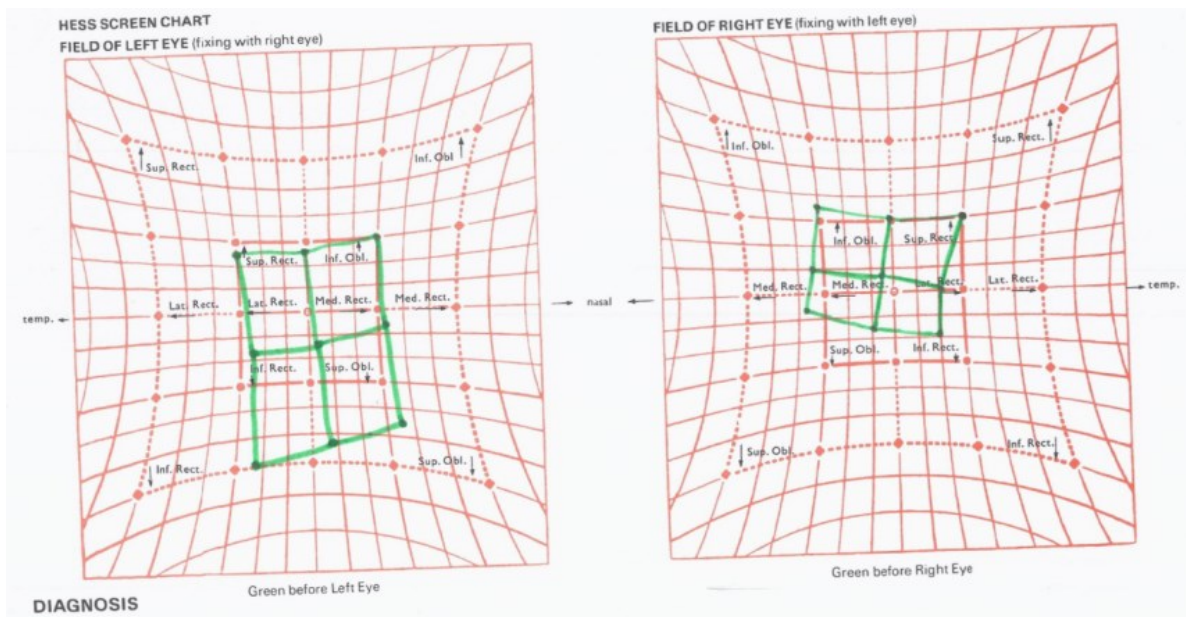 HESS SCREEN CHART
FIELD OF LEFT EYE (fixing with right eye)
Sup. Rect.
Inf. Obl
Sup. Rect.
Inf. Obl.
Lat. Rect.
Lat. Rect.
Med. Rect.
Med. Rect.
temp.
Inf. Rect.
Sup. Obl.
Inf. Rect.
Sup. Obl.
Green before Left Eye
nasal
FIELD OF RIGHT EYE (fixing with left eye)
Inf. Obl.
Sup. Rect.
Inf. Obl.
Sup. Rect.
Med. Rect.
Med. Rect.
Lat. Rect.
Lat. Rect.
temp.
Sup. Obl.
Inf. Rect.
Sup. Obl.
Inf. Rect.
Green before Right Eye
DIAGNOSIS